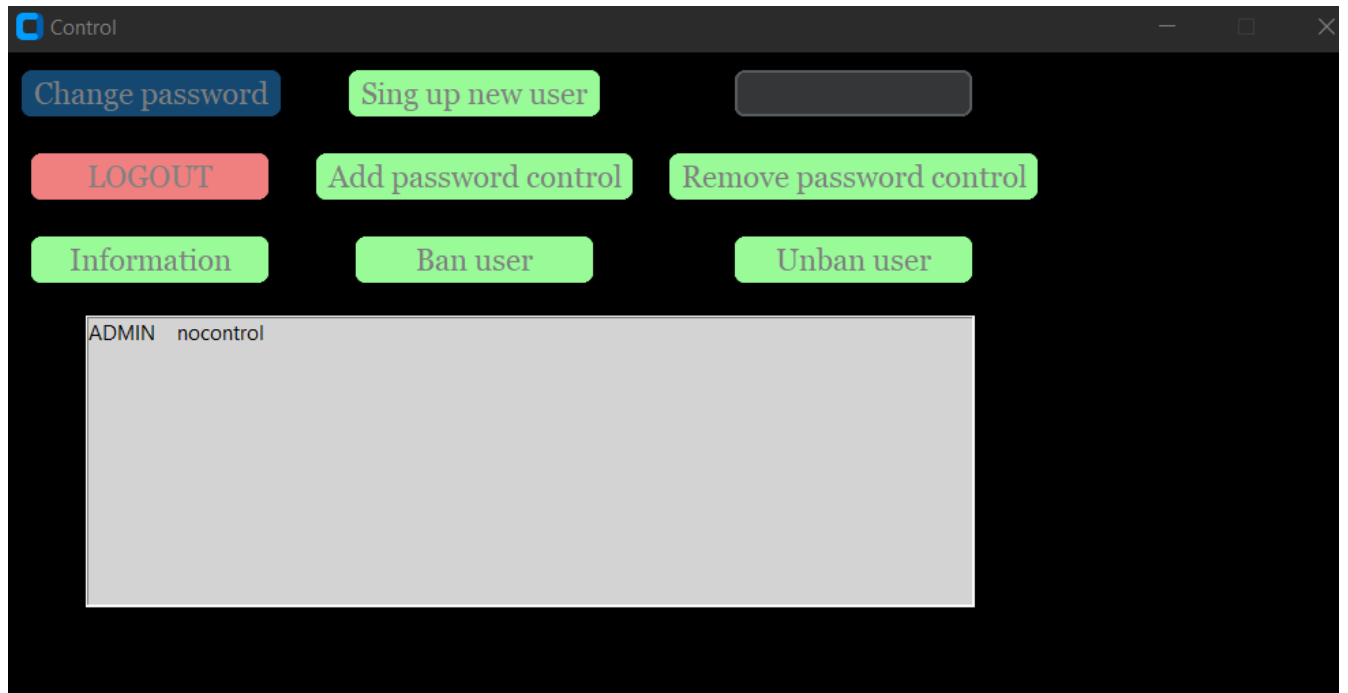 Control
Change password
Sing up new user
LOGOUT
Add password control
Remove password control
Information
Ban user
Unban user
ADMIN nocontrol